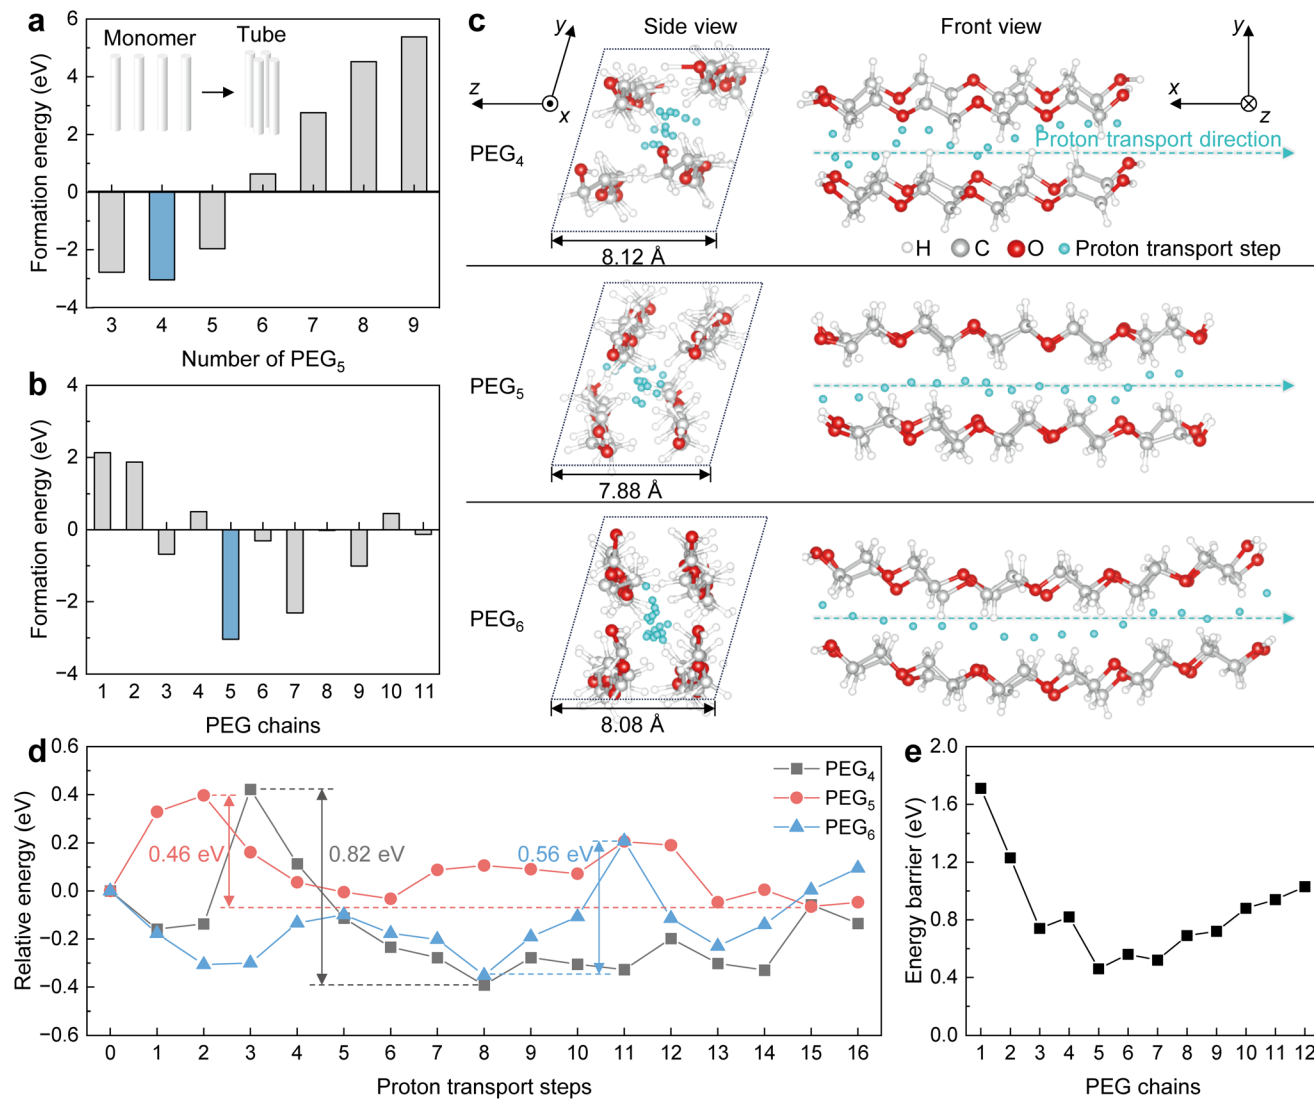 a
Monomer
Tube
Formation energy (eV)
6
4
2
0
−2
−4
3 4 5 6 7 8 9
Number of PEG₅
b
Formation energy (eV)
4
2
0
−2
−4
1 2 3 4 5 6 7 8 9 10 11
PEG chains
c
Side view
Front view
y
z
x
y
x
z
PEG₄
Proton transport direction
8.12 Å
H C O Proton transport step
PEG₅
7.88 Å
PEG₆
8.08 Å
d
Relative energy (eV)
0.6
0.4
0.2
0.0
−0.2
−0.4
−0.6
PEG₄
PEG₅
PEG₆
0.46 eV
0.82 eV
0.56 eV
0 1 2 3 4 5 6 7 8 9 10 11 12 13 14 15 16
Proton transport steps
e
Energy barrier (eV)
2.0
1.6
1.2
0.8
0.4
0.0
1 2 3 4 5 6 7 8 9 10 11 12
PEG chains